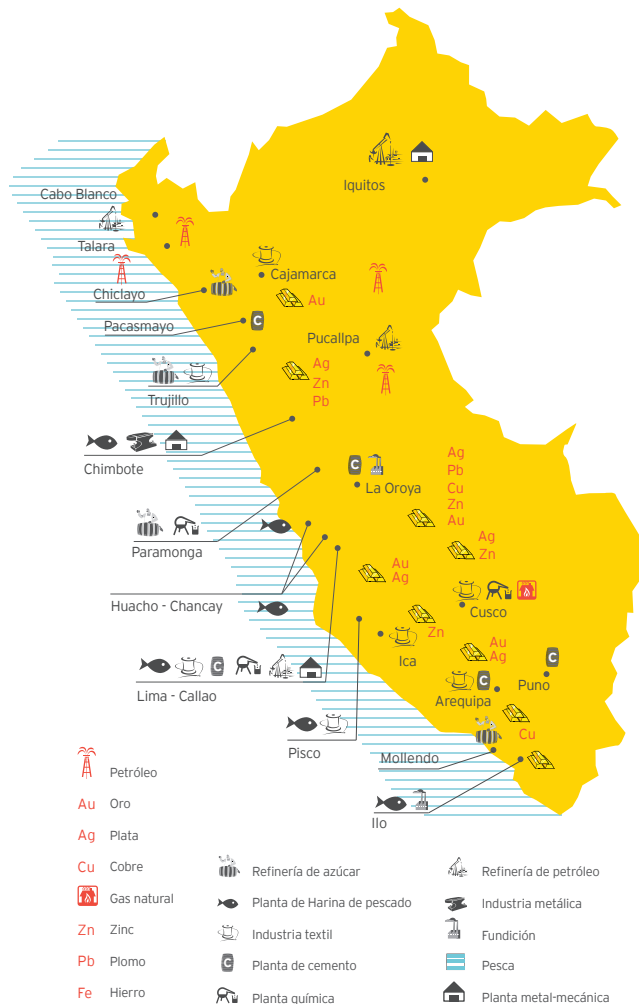 Iquitos
Cabo Blanco
Talara
Cajamarca
Chiclayo
Au
Pacasmayo
C
Pucallpa
Ag
Zn
Pb
Trujillo
Chimbote
Ag
Pb
Cu
Zn
Au
C
La Oroya
Ag
Zn
Paramonga
Au
Ag
Huacho - Chancay
Cusco
Zn
Ica
Au
Ag
C
Lima - Callao
C
Puno
C
Arequipa
Pisco
Cu
Mollendo
Ilo
Petróleo
Au Oro
Ag Plata
Cu Cobre
Gas natural
Zn Zinc
Pb Plomo
Fe Hierro
Refinería de azúcar
Planta de Harina de pescado
Industria textil
C Planta de cemento
Planta química
Refinería de petróleo
Industria metálica
Fundición
Pesca
Planta metal-mecánica